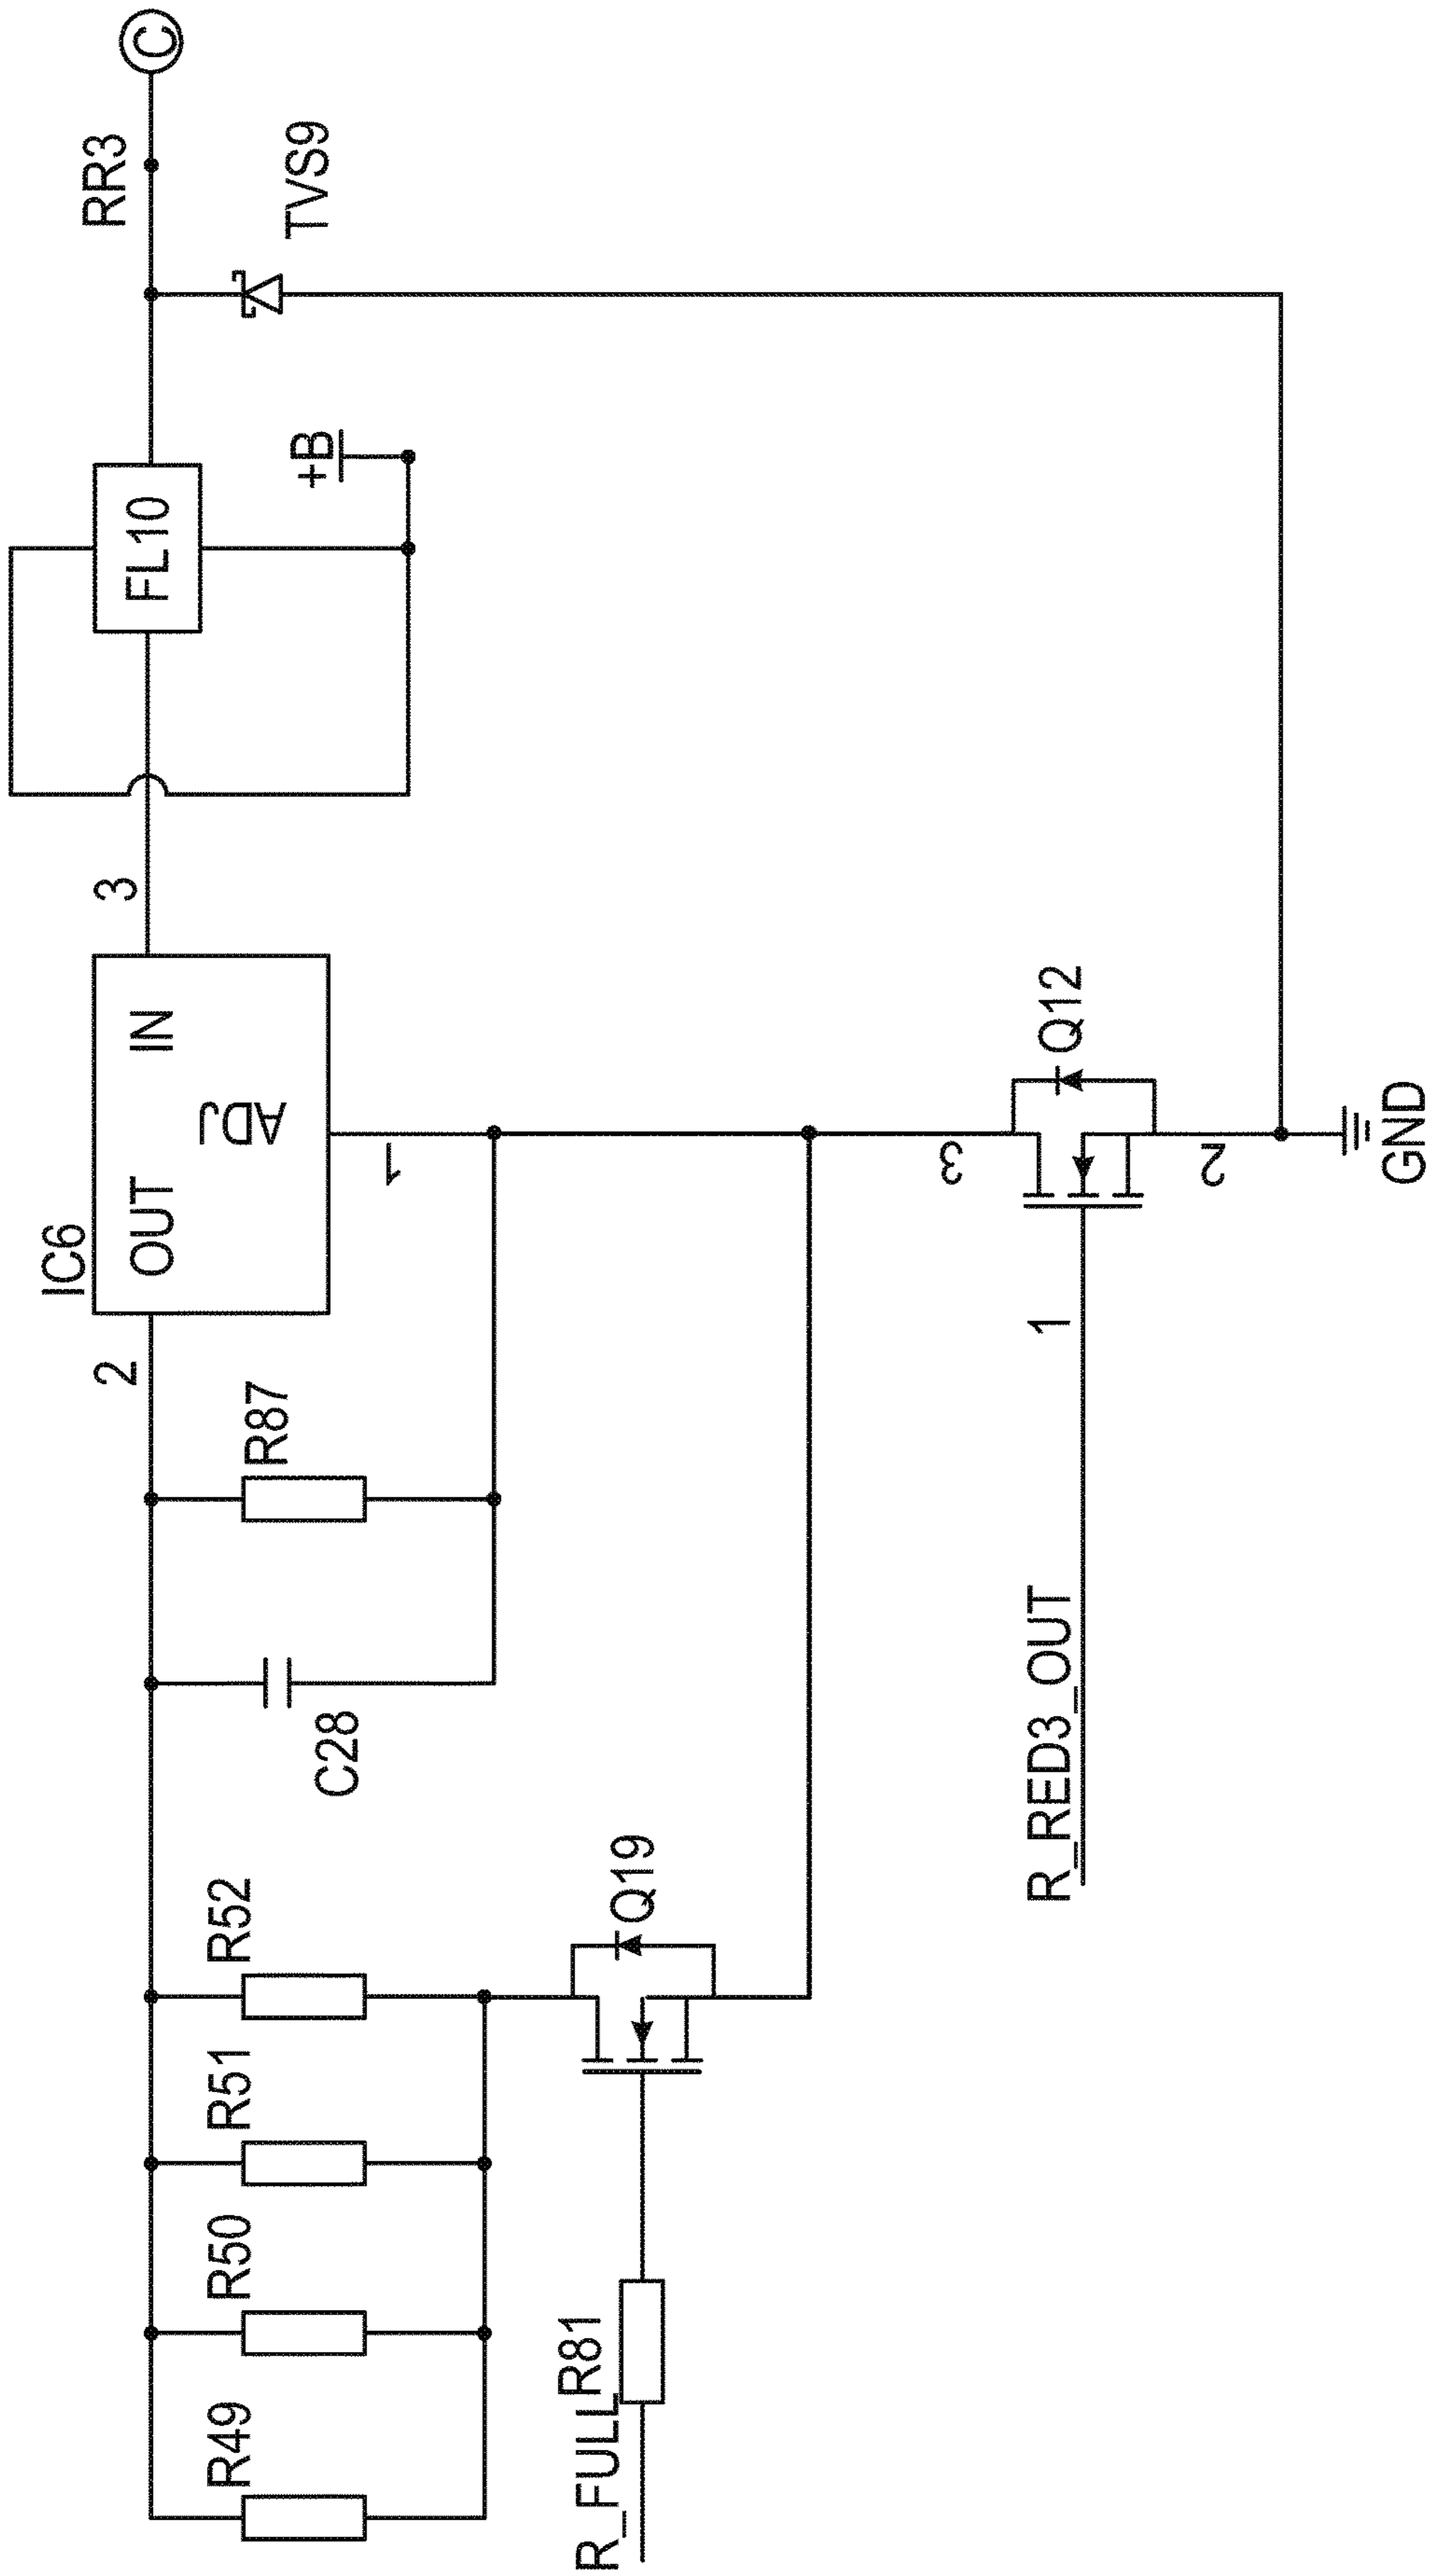 C
RR3
TVS9
+B
FL10
3
IN
ADJ
OUT
IC6
1
2
R87
C28
3
Q12
2
GND
1
R_RED3_OUT
R52
R51
R50
R49
Q19
R81
R_FULL